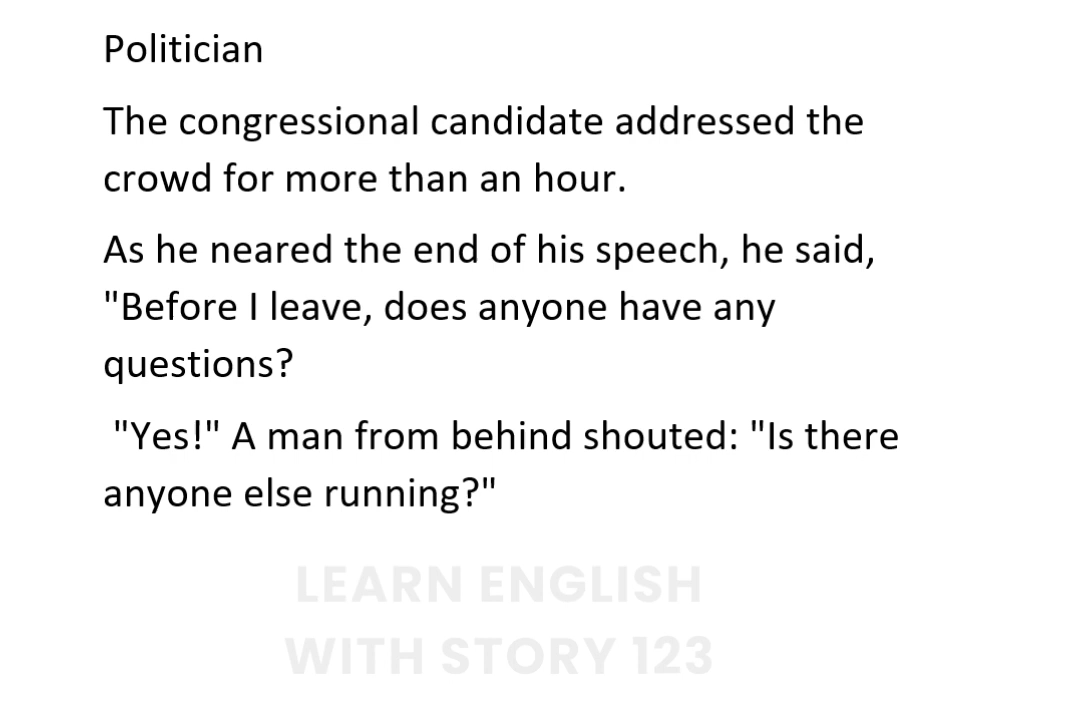 Politician
The congressional candidate addressed the
crowd for more than an hour.
As he neared the end of his speech, he said,
"Before I leave, does anyone have any
questions?
"Yes!" A man from behind shouted: "Is there
anyone else running?"
LEARN ENGLISH
WITH STORY 123